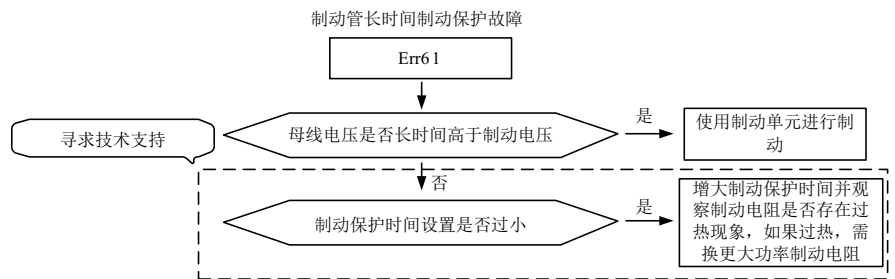 制动管长时间制动保护故障
Err61
母线电压是否长时间高于制动电压
是
使用制动单元进行制
动
寻求技术支持
否
制动保护时间设置是否过小
是
增大制动保护时间并观
察制动电阻是否存在过
热现象，如果过热，需
换更大功率制动电阻